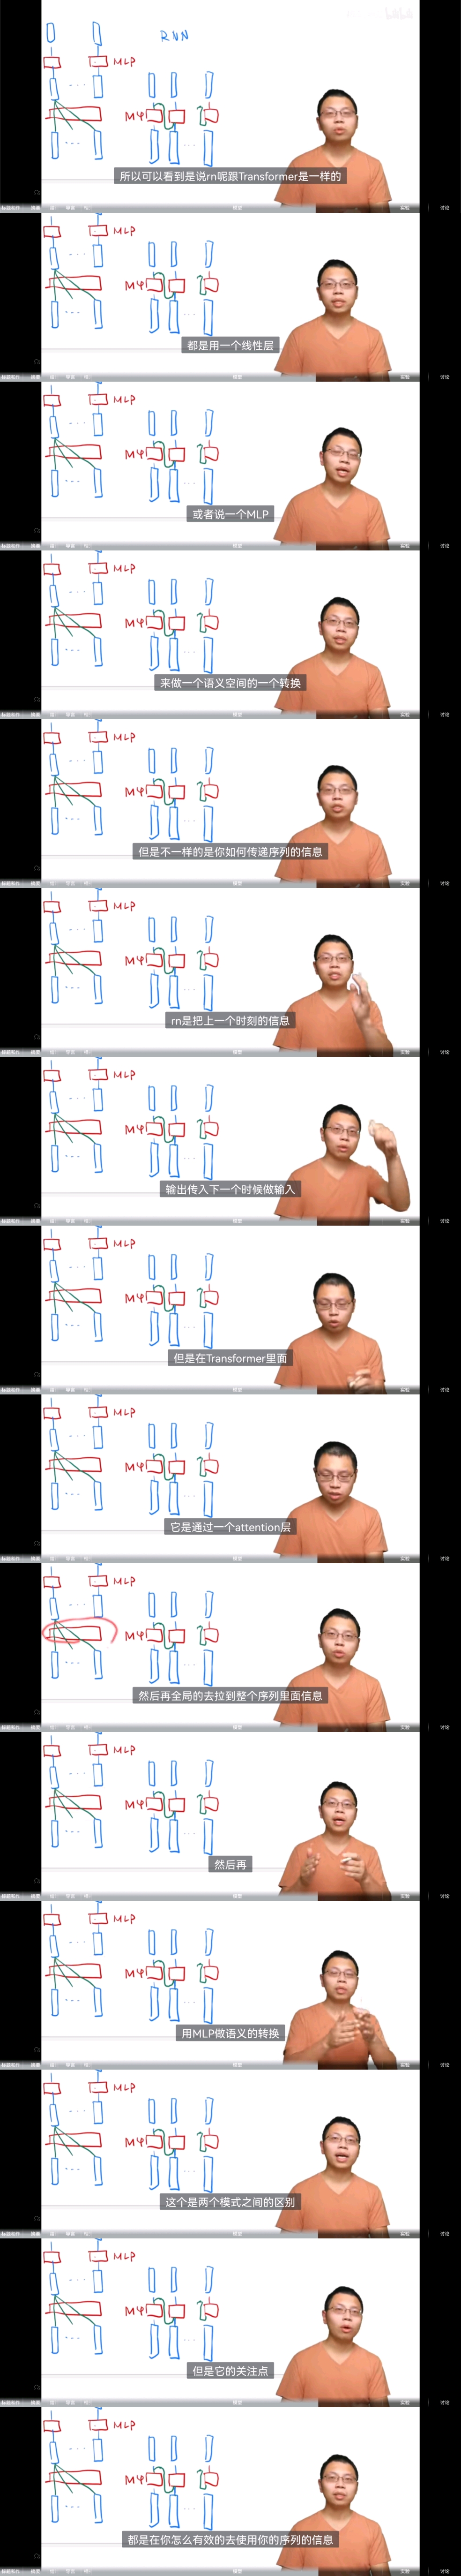 RNN
MLP
MLP
所以可以看到是说rn呢跟Transformer是一样的
MLP
MLP
都是用一个线性层
MLP
MLP
或者说一个MLP
MLP
MLP
来做一个语义空间的一个转换
MLP
MLP
但是不一样的是你如何传递序列的信息
MLP
MLP
rn是把上一个时刻的信息
MLP
MLP
输出传入下一个时候做输入
MLP
MLP
但是在Transformer里面
MLP
MLP
它是通过一个attention层
MLP
MLP
然后再全局的去拉到整个序列里面信息
MLP
MLP
然后再
MLP
MLP
用MLP做语义的转换
MLP
MLP
这个是两个模式之间的区别
MLP
MLP
但是它的关注点
MLP
MLP
都是在你怎么有效的去使用你的序列的信息